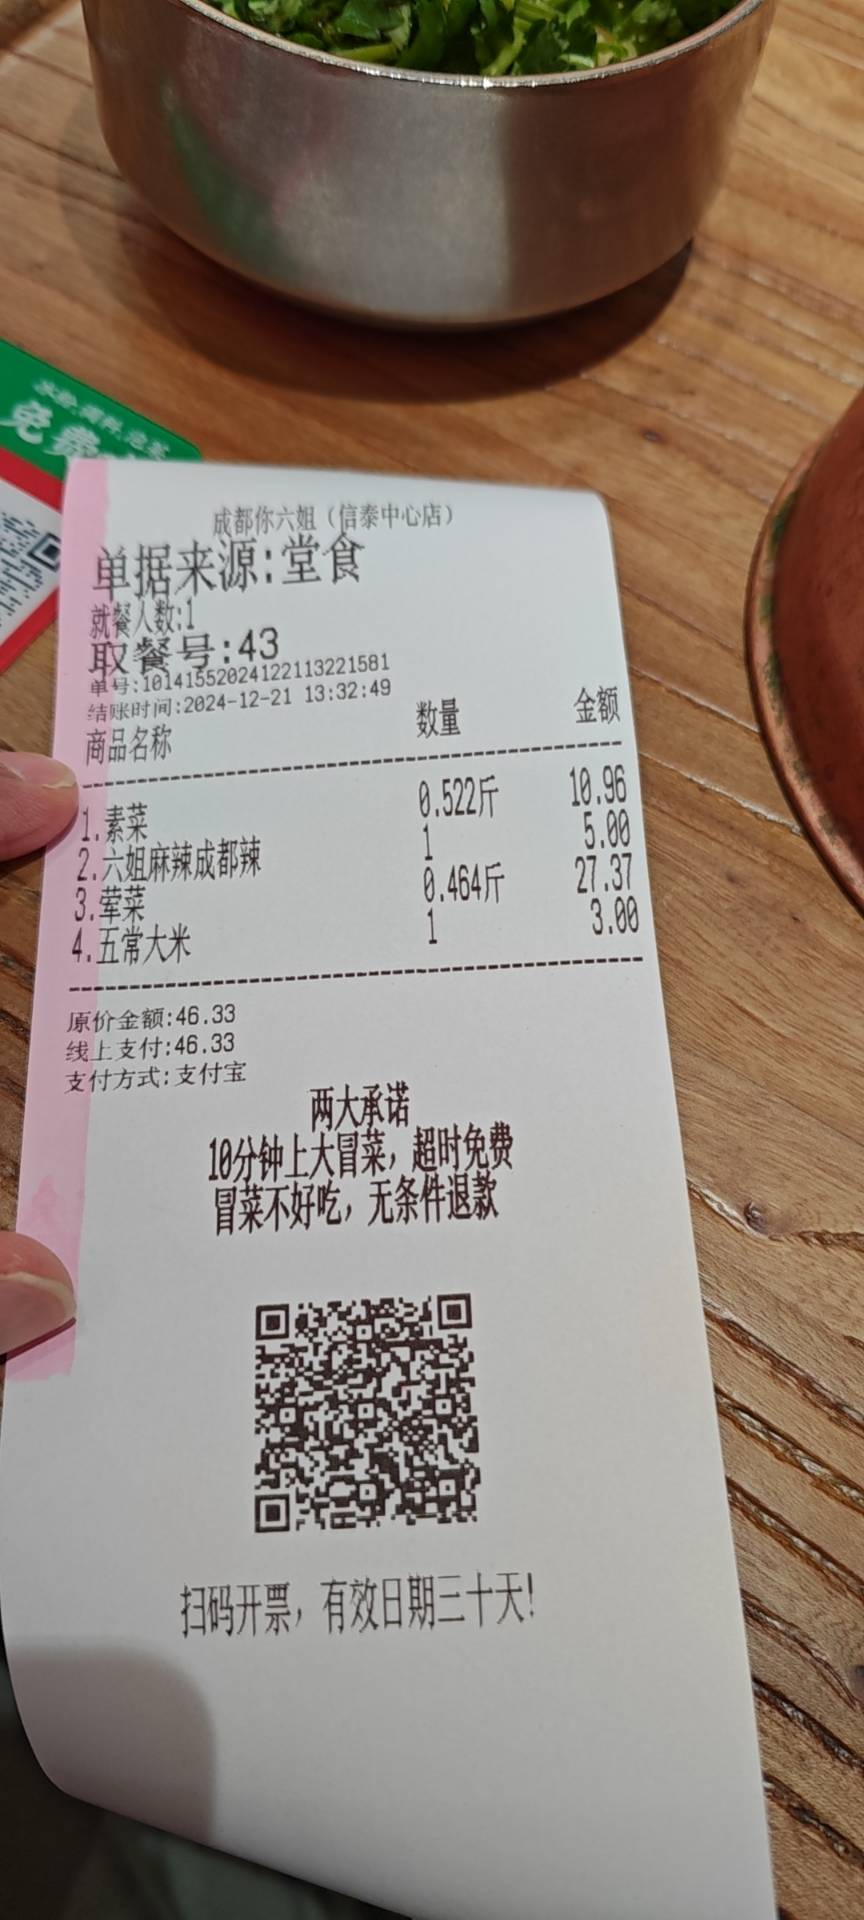 免费
成都你六姐（信泰中心店）
单据来源:堂食
就餐人数:1
取餐号:43
单号:10141552024122113221581
结账时间:2024-12-21 13:32:49
商品名称 数量 金额
1.素菜 0.522斤 10.96
2.六姐麻辣成都辣 1 5.00
3.荤菜 0.464斤 27.37
4.五常大米 1 3.00
原价金额:46.33
线上支付:46.33
支付方式:支付宝
两大承诺
10分钟上大冒菜，超时免费
冒菜不好吃，无条件退款
扫码开票，有效日期三十天!